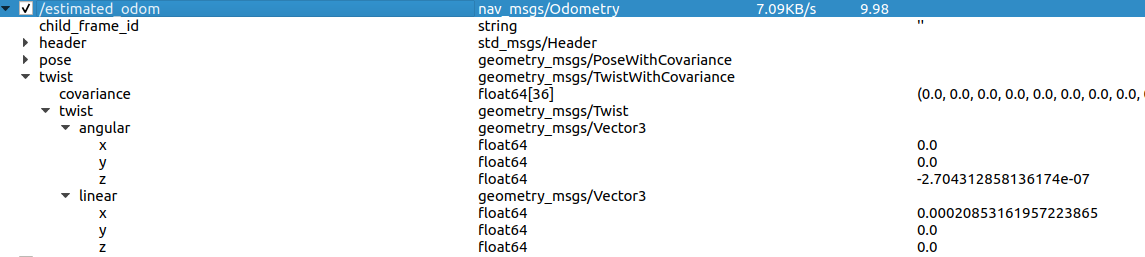 /estimated_odom nav_msgs/Odometry 7.09KB/s 9.98
child_frame_id string ''
header std_msgs/Header
pose geometry_msgs/PoseWithCovariance
twist geometry_msgs/TwistWithCovariance
covariance float64[36] (0.0, 0.0, 0.0, 0.0, 0.0, 0.0, 0.0, 0.0,
twist geometry_msgs/Twist
angular geometry_msgs/Vector3
x float64 0.0
y float64 0.0
z float64 -2.704312858136174e-07
linear geometry_msgs/Vector3
x float64 0.00020853161957223865
y float64 0.0
z float64 0.0